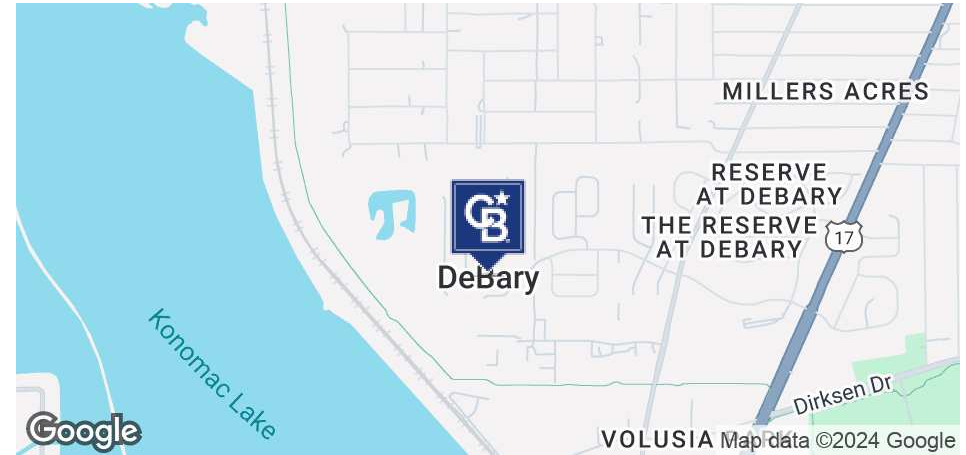 MILLERS ACRES
RESERVE
AT DEBARY
THE RESERVE
AT DEBARY
17
CB
DeBary
Konomac Lake
Dirksen Dr
Google
VOLUSIA PARK
Map data ©2024 Google